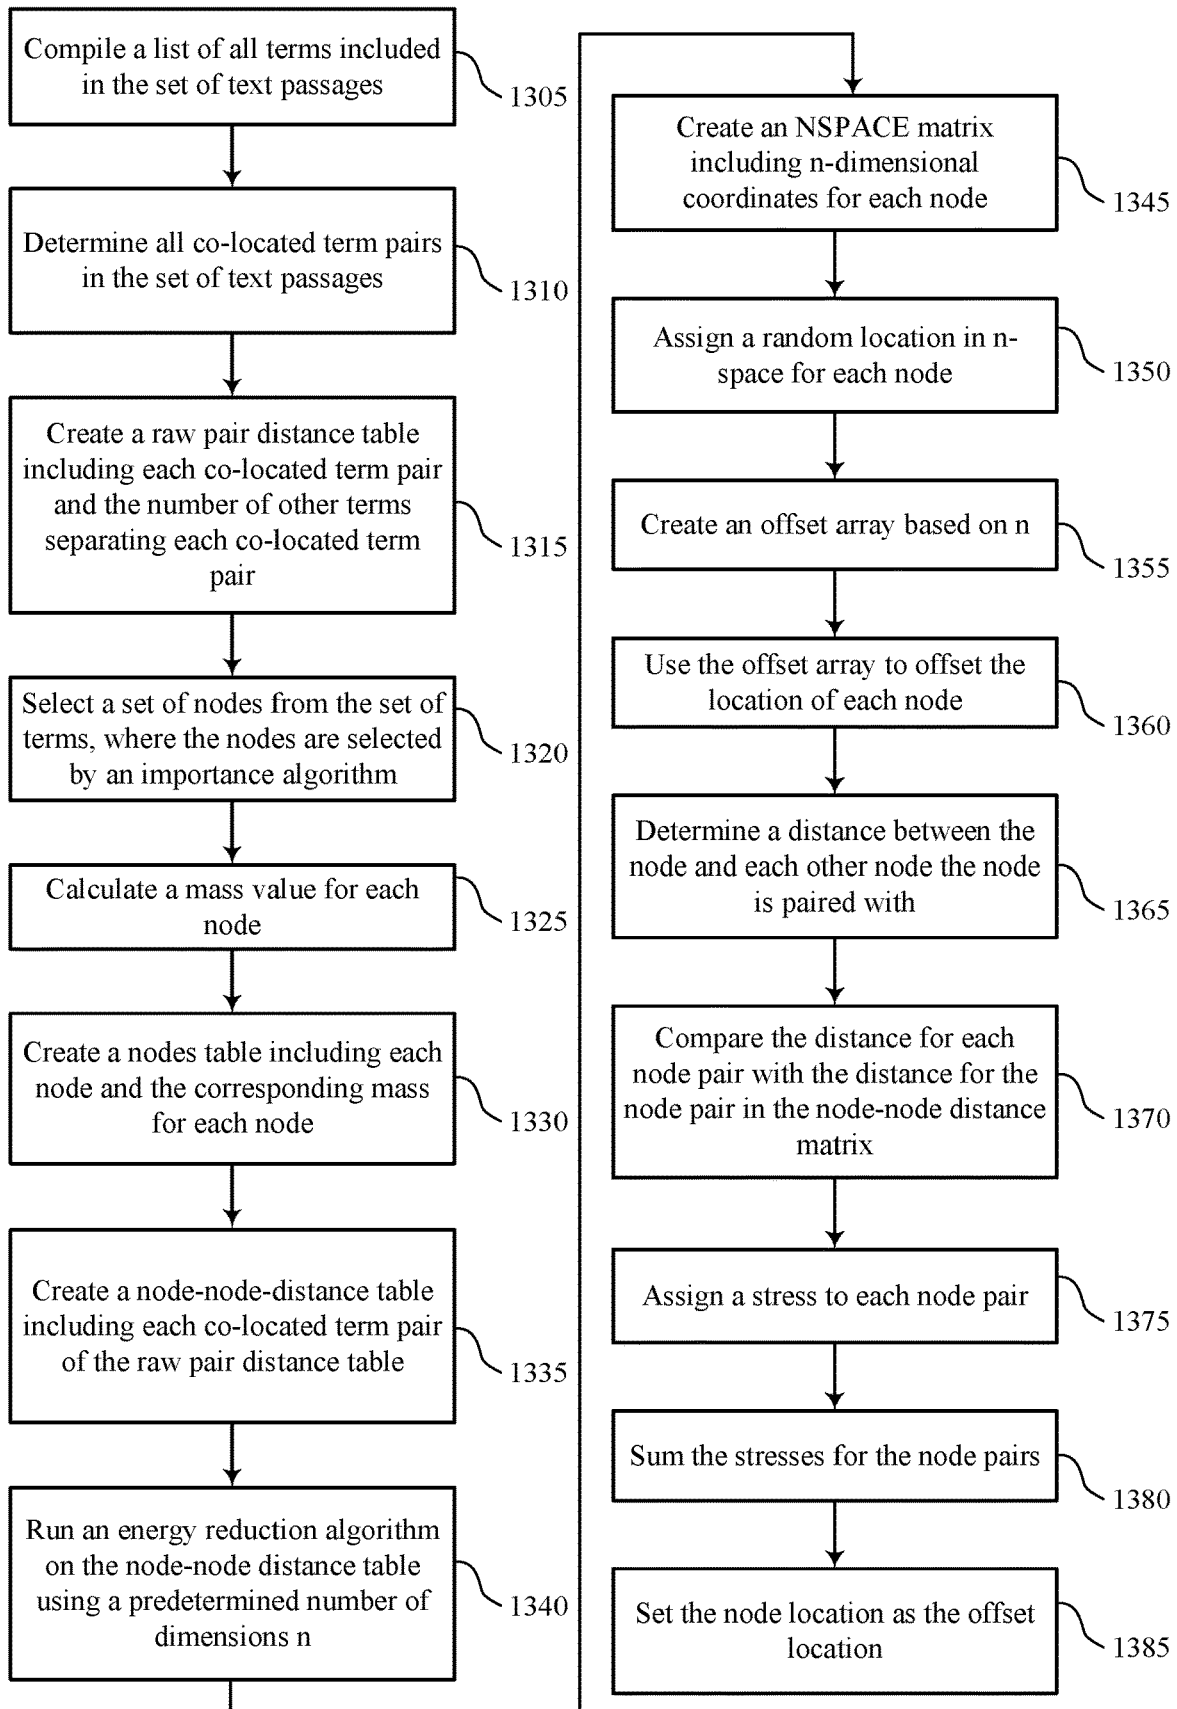 Compile a list of all terms included
in the set of text passages
1305
Determine all co-located term pairs
in the set of text passages
1310
Create a raw pair distance table
including each co-located term pair
and the number of other terms
separating each co-located term
pair
1315
Select a set of nodes from the set of
terms, where the nodes are selected
by an importance algorithm
1320
Calculate a mass value for each
node
1325
Create a nodes table including each
node and the corresponding mass
for each node
1330
Create a node-node-distance table
including each co-located term pair
of the raw pair distance table
1335
Run an energy reduction algorithm
on the node-node distance table
using a predetermined number of
dimensions n
1340
Create an NSPACE matrix
including n-dimensional
coordinates for each node
1345
Assign a random location in n-
space for each node
1350
Create an offset array based on n
1355
Use the offset array to offset the
location of each node
1360
Determine a distance between the
node and each other node the node
is paired with
1365
Compare the distance for each
node pair with the distance for the
node pair in the node-node distance
matrix
1370
Assign a stress to each node pair
1375
Sum the stresses for the node pairs
1380
Set the node location as the offset
location
1385